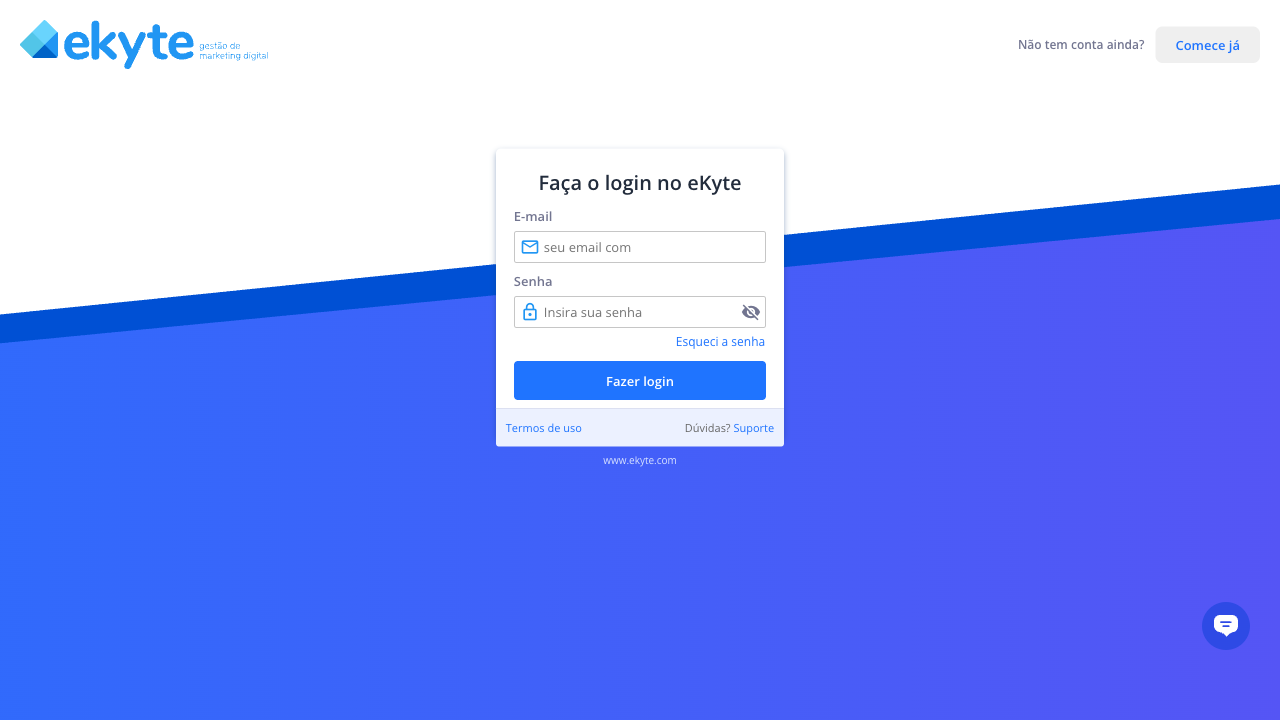 ekyte gestão de
marketing digital
Não tem conta ainda? Comece já
Faça o login no eKyte
E-mail
seu email com
Senha
Insira sua senha
Esqueci a senha
Fazer login
Termos de uso Dúvidas? Suporte
www.ekyte.com